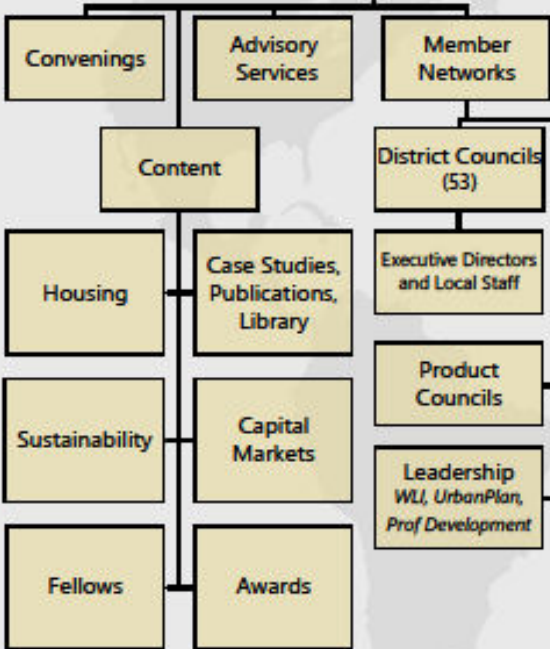 Convenings
Advisory
Services
Member
Networks
Content
District Councils
(53)
Housing
Case Studies,
Publications,
Library
Executive Directors
and Local Staff
Product
Councils
Sustainability
Capital
Markets
Leadership
WLI, UrbanPlan,
Prof Development
Fellows
Awards